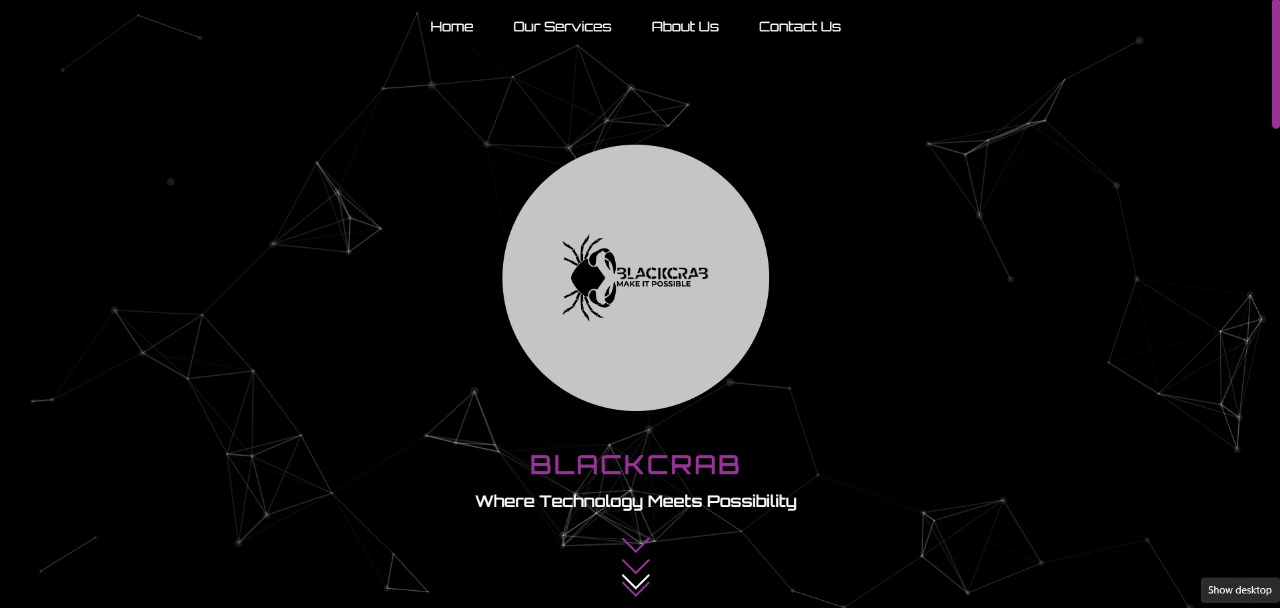 Home Our Services About Us Contact Us
BLACKCRAB
MAKE IT POSSIBLE
BLACKCRAB
Where Technology Meets Possibility
Show desktop